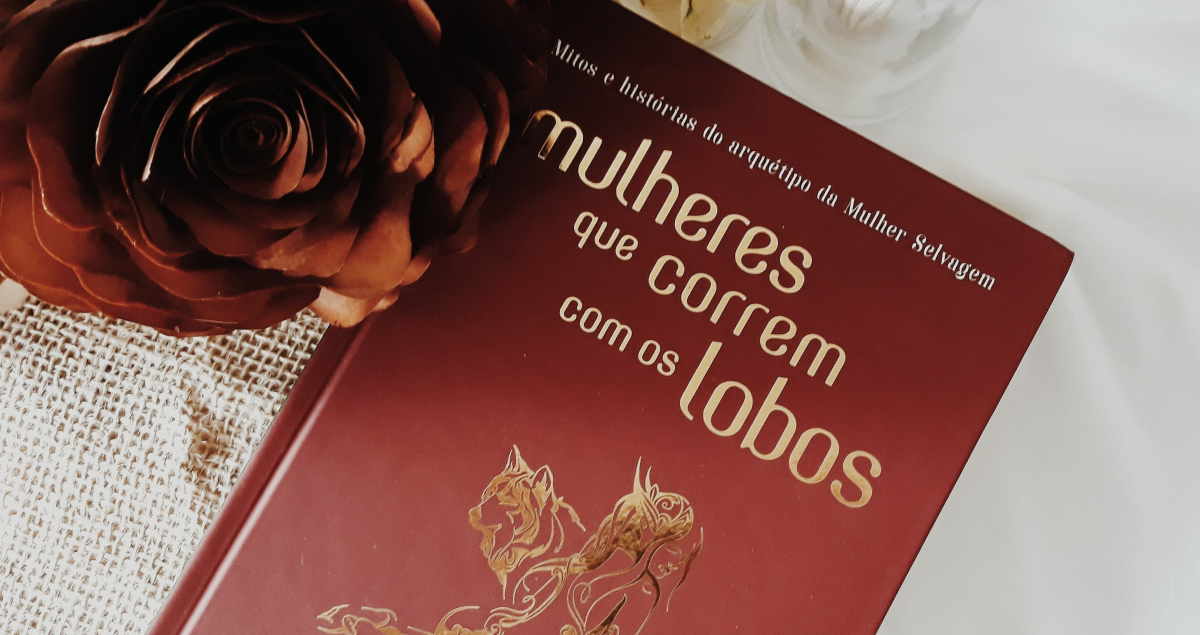 Mitos e histórias do arquétipo da Mulher Selvagem
mulheres
que correm
com os lobos